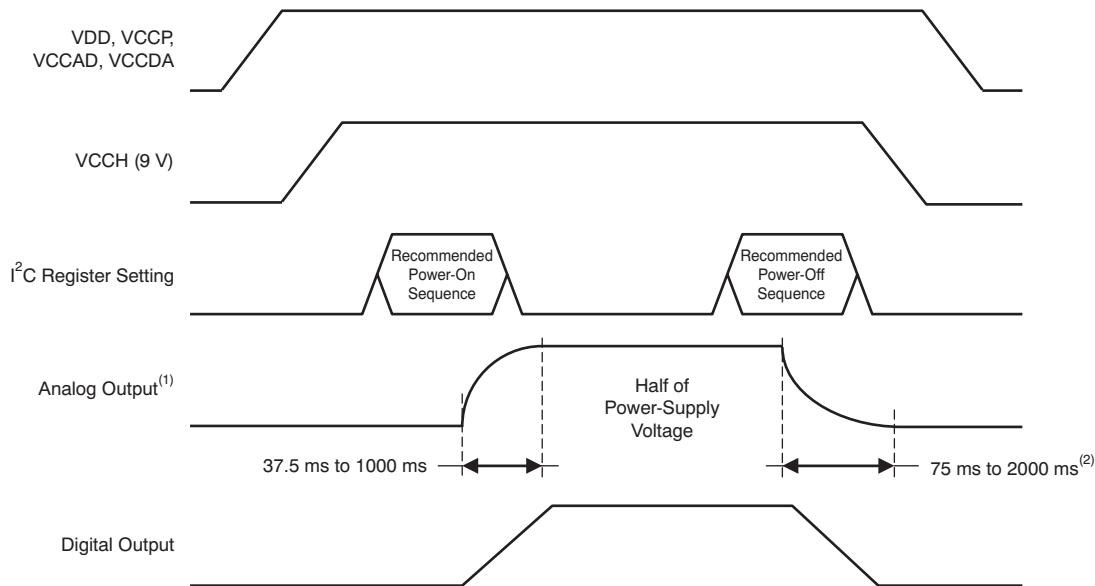 VDD, VCCP,
VCCAD, VCCDA
VCCH (9 V)
I²C Register Setting
Recommended
Power-On
Sequence
Recommended
Power-Off
Sequence
Analog Output(1)
Half of
Power-Supply
Voltage
37.5 ms to 1000 ms
75 ms to 2000 ms(2)
Digital Output